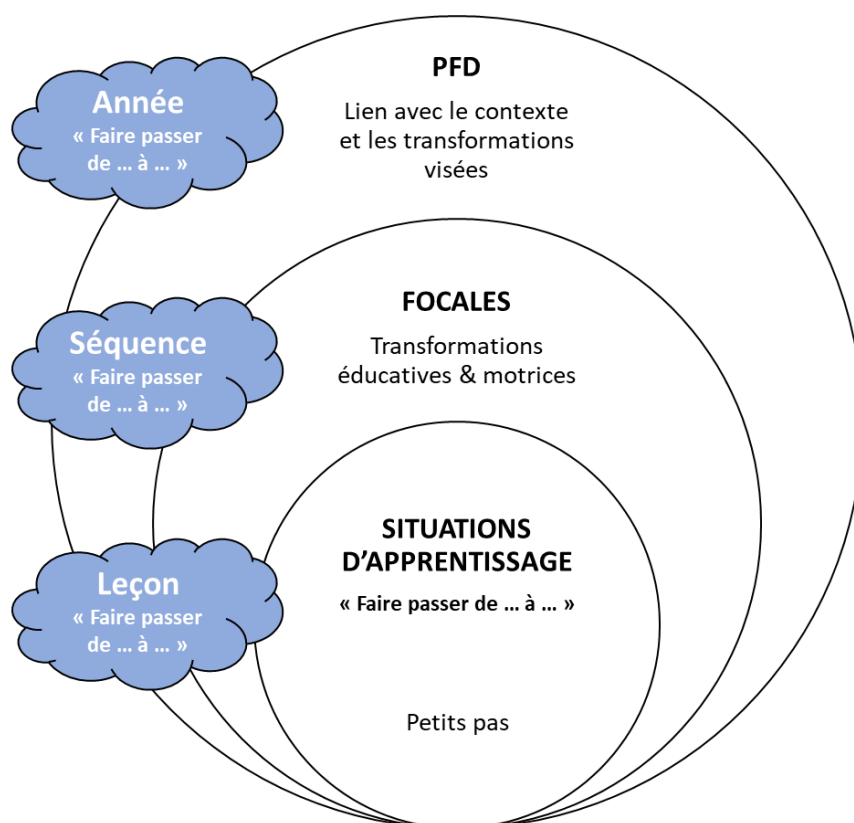 Année
« Faire passer
de ... à ... »
PFD
Lien avec le contexte
et les transformations
visées
Séquence
« Faire passer
de ... à ... »
FOCALES
Transformations
éducatives & motrices
Leçon
« Faire passer
de ... à ... »
SITUATIONS
D'APPRENTISSAGE
« Faire passer de ... à ... »
Petits pas